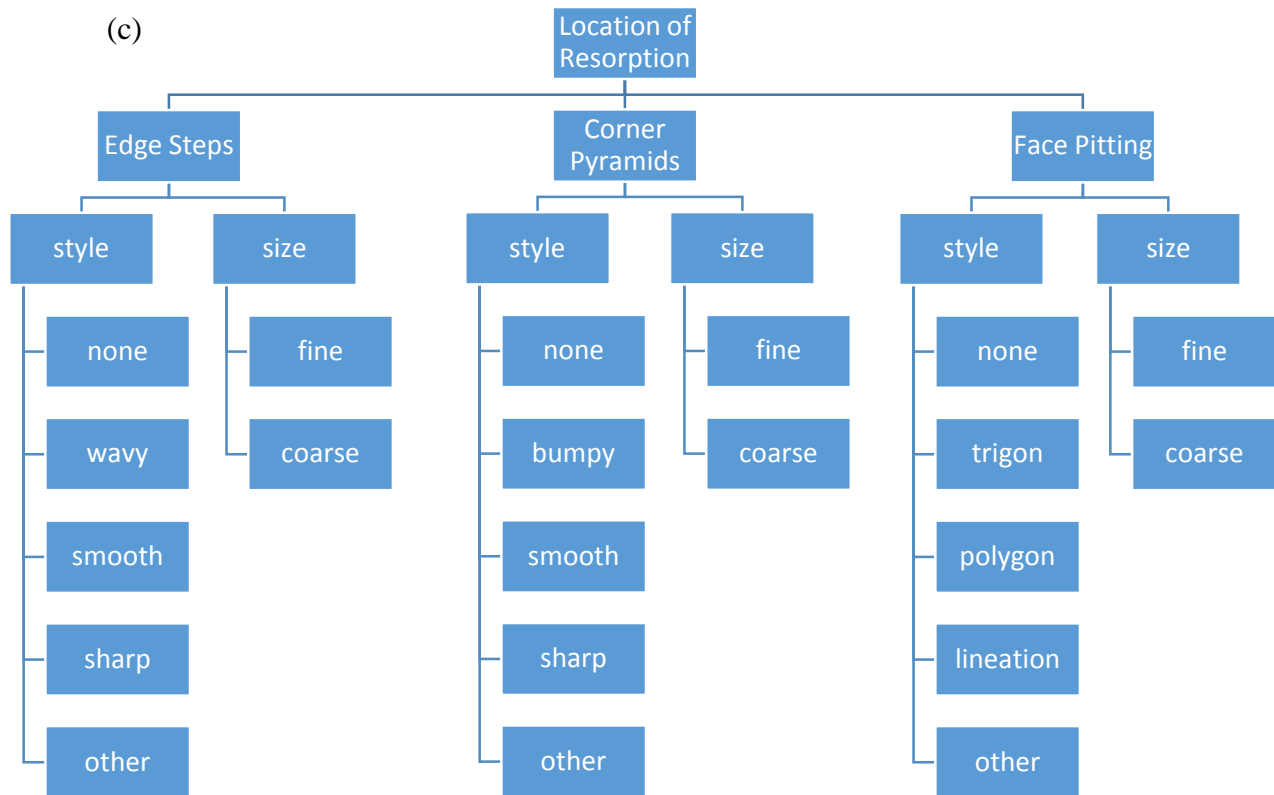 (c)
Location of
Resorption
Edge Steps
Corner
Pyramids
Face Pitting
style
size
style
size
style
size
none
fine
none
fine
none
fine
wavy
coarse
bumpy
coarse
trigon
coarse
smooth
smooth
polygon
sharp
sharp
lineation
other
other
other